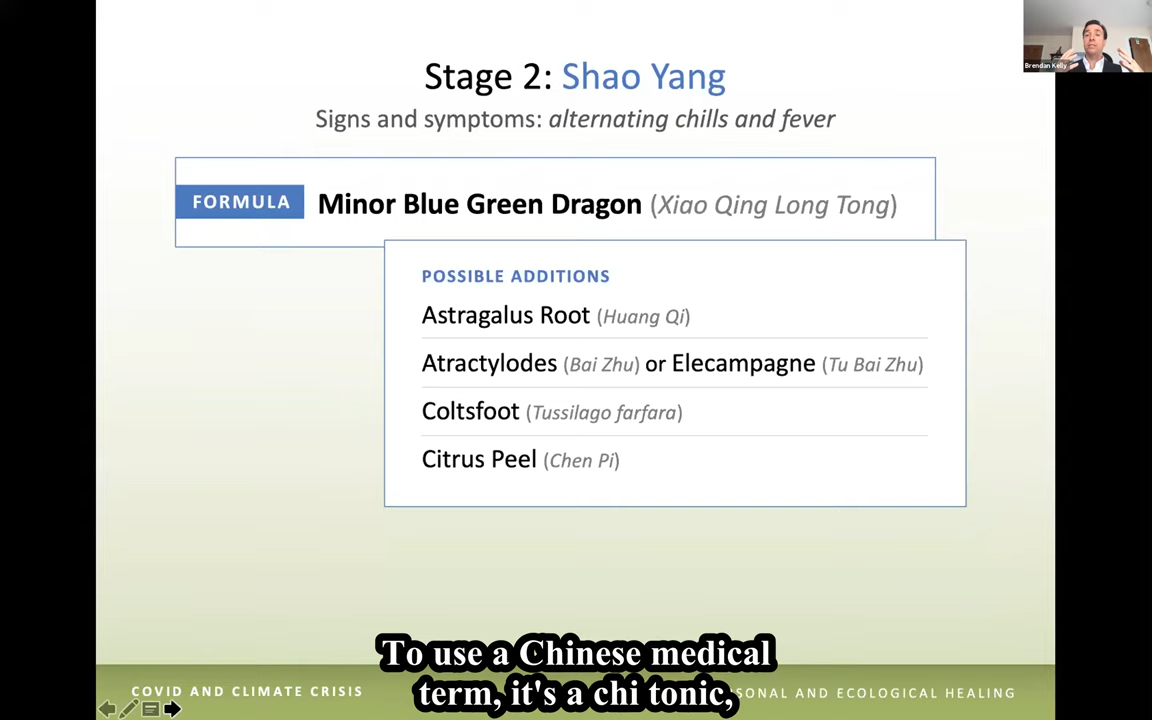 Brendan Kelly
Stage 2: Shao Yang
Signs and symptoms: alternating chills and fever
FORMULA Minor Blue Green Dragon (Xiao Qing Long Tong)
POSSIBLE ADDITIONS
Astragalus Root (Huang Qi)
Atractylodes (Bai Zhu) or Elecampagne (Tu Bai Zhu)
Coltsfoot (Tussilago farfara)
Citrus Peel (Chen Pi)
To use a Chinese medical
term, it's a chi tonic,
COVID AND CLIMATE CRISIS
SONAL AND ECOLOGICAL HEALING